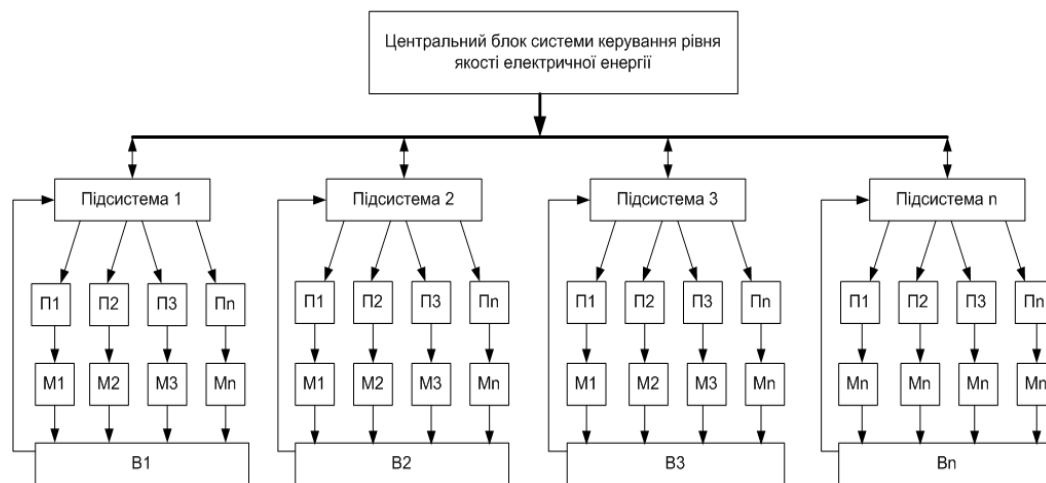 Центральний блок системи керування рівня
якості електричної енергії
Підсистема 1
Підсистема 2
Підсистема 3
Підсистема n
П1
П2
П3
Пn
П1
П2
П3
Пn
П1
П2
П3
Пn
П1
П2
П3
Пn
М1
М2
М3
Мn
М1
М2
М3
Мn
М1
М2
М3
Мn
Мn
Мn
Мn
Мn
В1
В2
В3
Вn